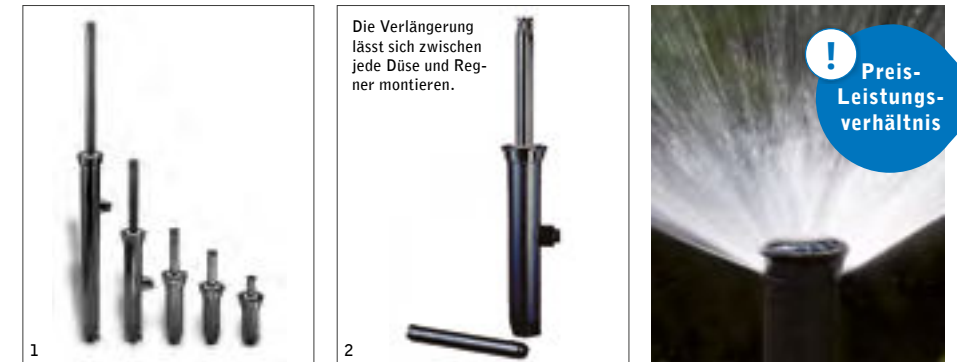 1
Die Verlängerung
lässt sich zwischen
jede Düse und Reg-
ner montieren.
2
!
Preis-
Leistungs-
verhältnis